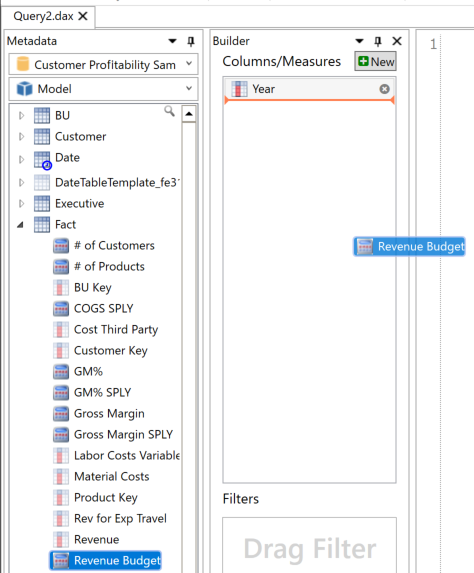 Query2.dax
Metadata
Customer Profitability Sam
Model
BU
Customer
Date
DateTableTemplate_fe3
Executive
Fact
# of Customers
# of Products
BU Key
COGS SPLY
Cost Third Party
Customer Key
GM%
GM% SPLY
Gross Margin
Gross Margin SPLY
Labor Costs Variable
Material Costs
Product Key
Rev for Exp Travel
Revenue
Revenue Budget
Builder
Columns/Measures
New
Year
Revenue Budget
Filters
Drag Filter
1